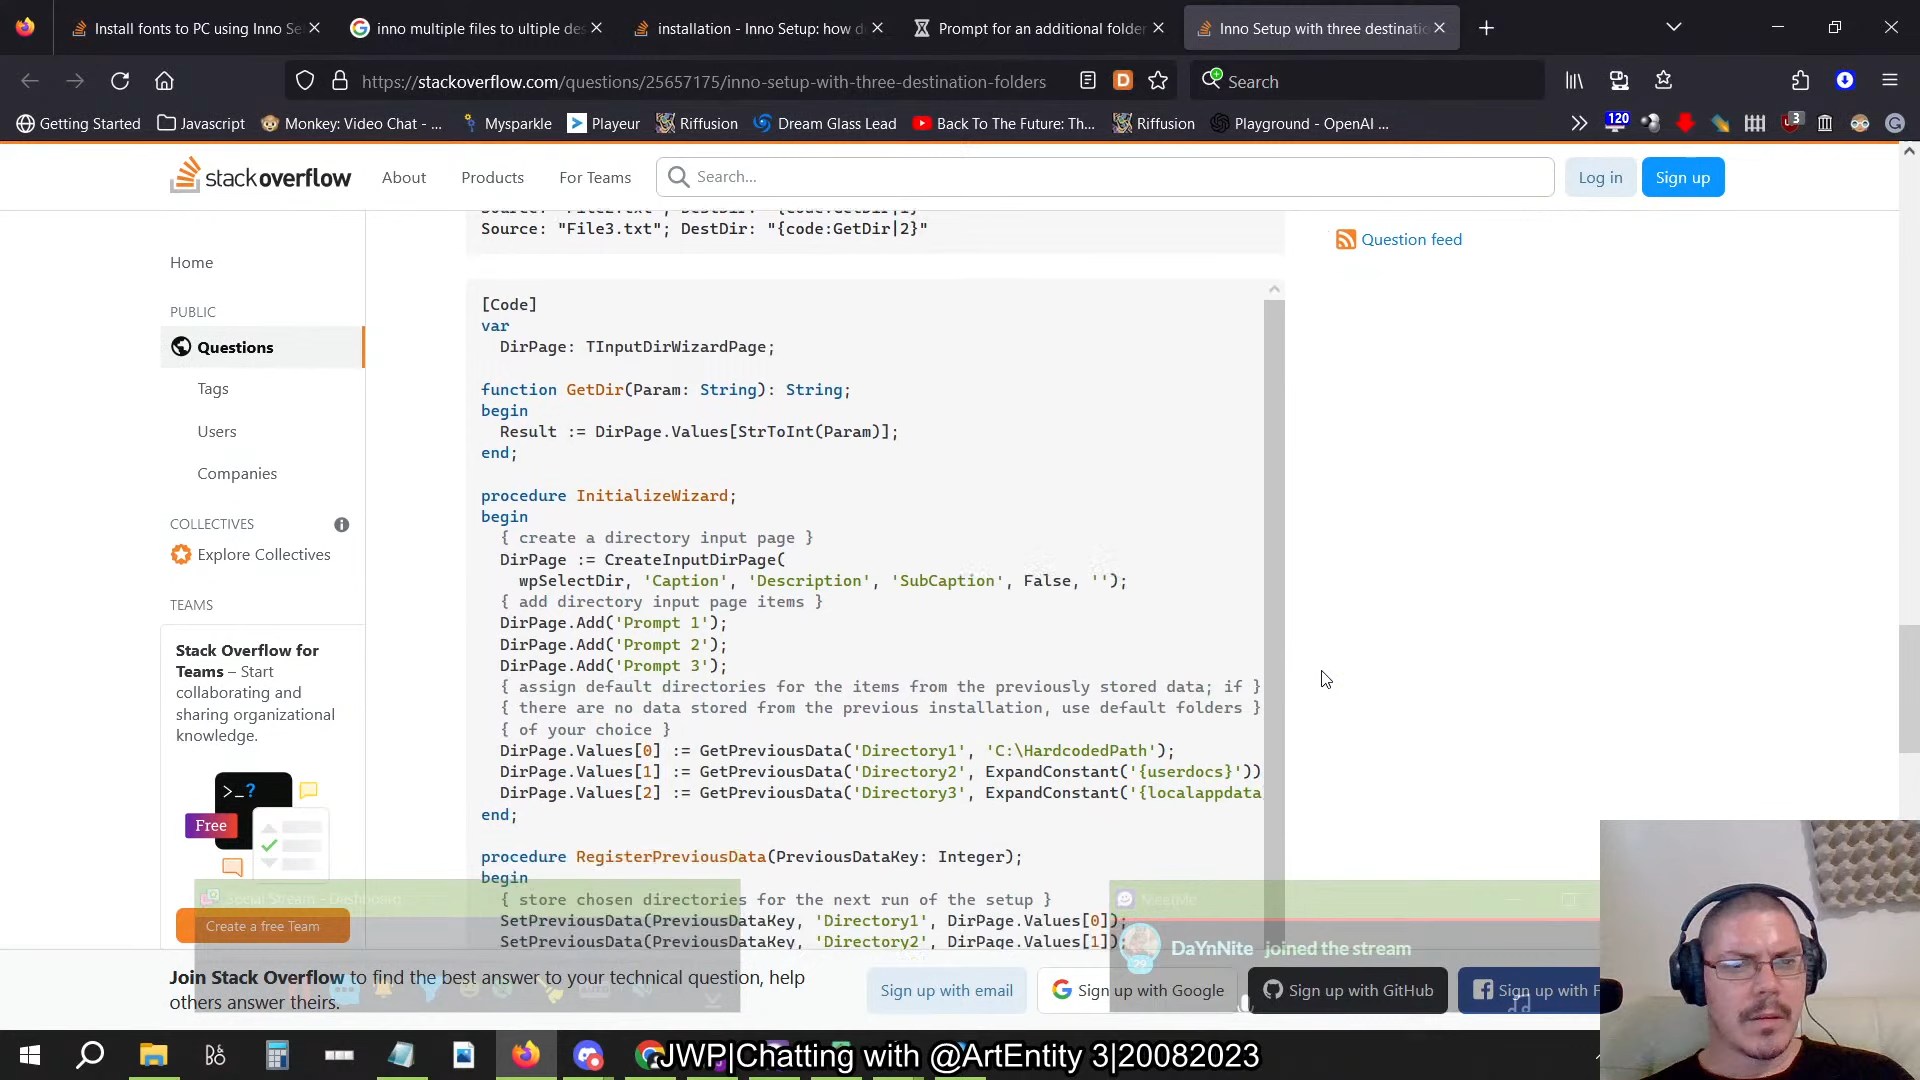 Install fonts to PC using Inno Se
inno multiple files to ultiple des
installation - Inno Setup: how d
Prompt for an additional folder
Inno Setup with three destinatio
https://stackoverflow.com/questions/25657175/inno-setup-with-three-destination-folders
Search
Getting Started
Javascript
Monkey: Video Chat - ...
Mysparkle
Playeur
Riffusion
Dream Glass Lead
Back To The Future: Th...
Riffusion
Playground - OpenAI ...
120
3
stackoverflow
About
Products
For Teams
Search...
Log in
Sign up
Source: "File3.txt"; DestDir: "{code:GetDir|2}"
Question feed
Home
PUBLIC
Questions
Tags
Users
Companies
COLLECTIVES
Explore Collectives
TEAMS
Stack Overflow for
Teams – Start
collaborating and
sharing organizational
knowledge.
Free
Create a free Team
[Code]
var
DirPage: TInputDirWizardPage;
function GetDir(Param: String): String;
begin
Result := DirPage.Values[StrToInt(Param)];
end;
procedure InitializeWizard;
begin
{ create a directory input page }
DirPage := CreateInputDirPage(
wpSelectDir, 'Caption', 'Description', 'SubCaption', False, '');
{ add directory input page items }
DirPage.Add('Prompt 1');
DirPage.Add('Prompt 2');
DirPage.Add('Prompt 3');
{ assign default directories for the items from the previously stored data; if }
{ there are no data stored from the previous installation, use default folders }
{ of your choice }
DirPage.Values[0] := GetPreviousData('Directory1', 'C:\HardcodedPath');
DirPage.Values[1] := GetPreviousData('Directory2', ExpandConstant('{userdocs}'))
DirPage.Values[2] := GetPreviousData('Directory3', ExpandConstant('{localappdata
end;
procedure RegisterPreviousData(PreviousDataKey: Integer);
begin
{ store chosen directories for the next run of the setup }
SetPreviousData(PreviousDataKey, 'Directory1', DirPage.Values[0]);
SetPreviousData(PreviousDataKey, 'Directory2', DirPage.Values[1]);
Social Stream - Dashboard
DaYnNite joined the stream
29
Join Stack Overflow to find the best answer to your technical question, help
others answer theirs.
Sign up with email
Sign up with Google
Sign up with GitHub
Sign up with F
JWP|Chatting with @ArtEntity 3|20082023